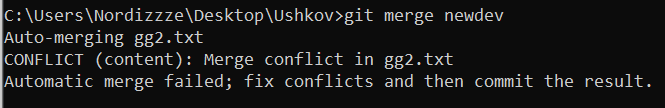 C:\Users\Nordizzze\Desktop\Ushkov>git merge newdev
Auto-merging gg2.txt
CONFLICT (content): Merge conflict in gg2.txt
Automatic merge failed; fix conflicts and then commit the result.